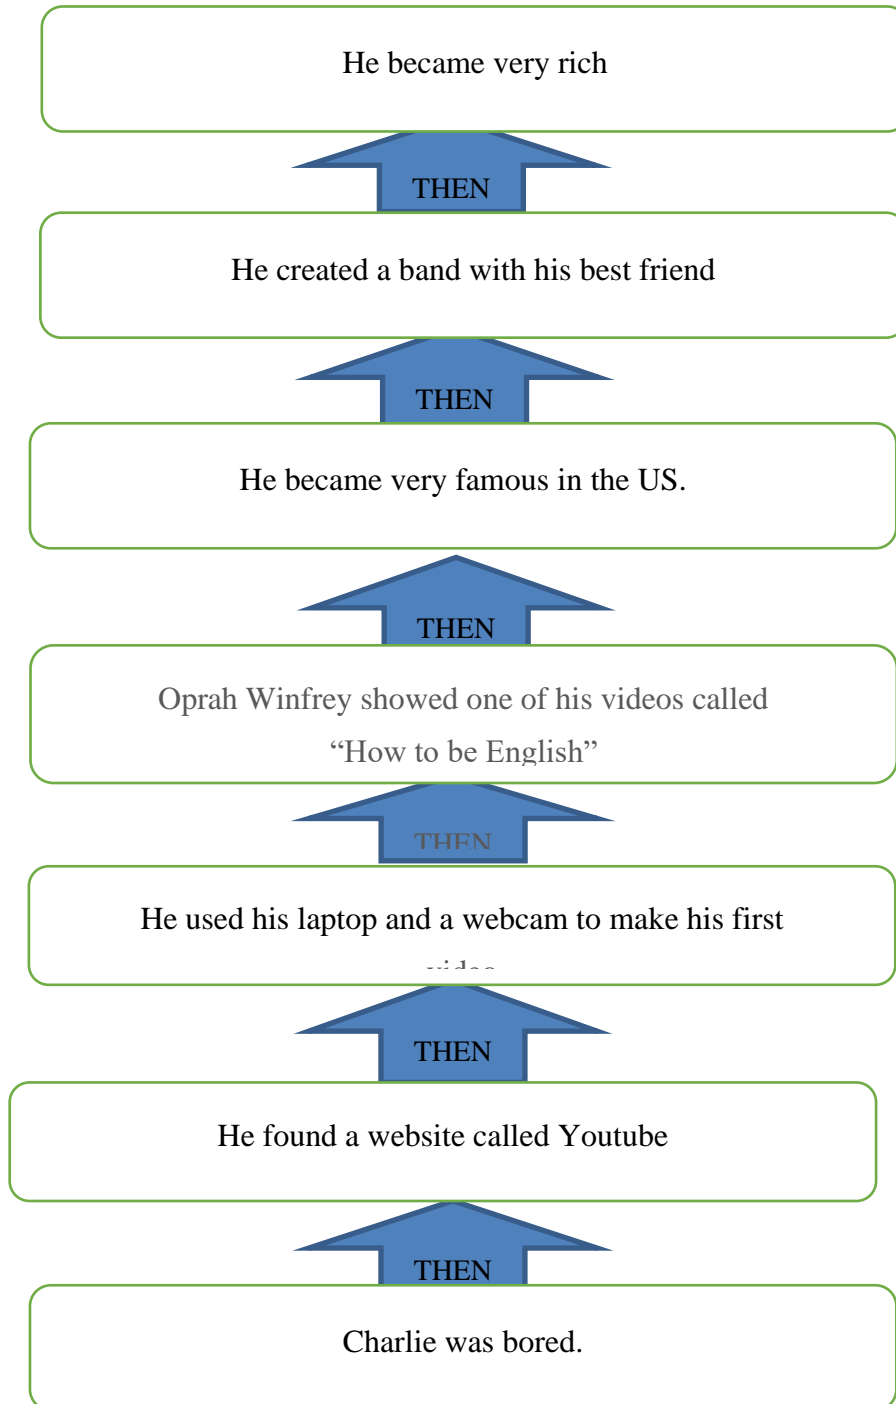 He became very rich
THEN
He created a band with his best friend
THEN
He became very famous in the US.
THEN
Oprah Winfrey showed one of his videos called
“How to be English”
THEN
He used his laptop and a webcam to make his first
video
THEN
He found a website called Youtube
THEN
Charlie was bored.